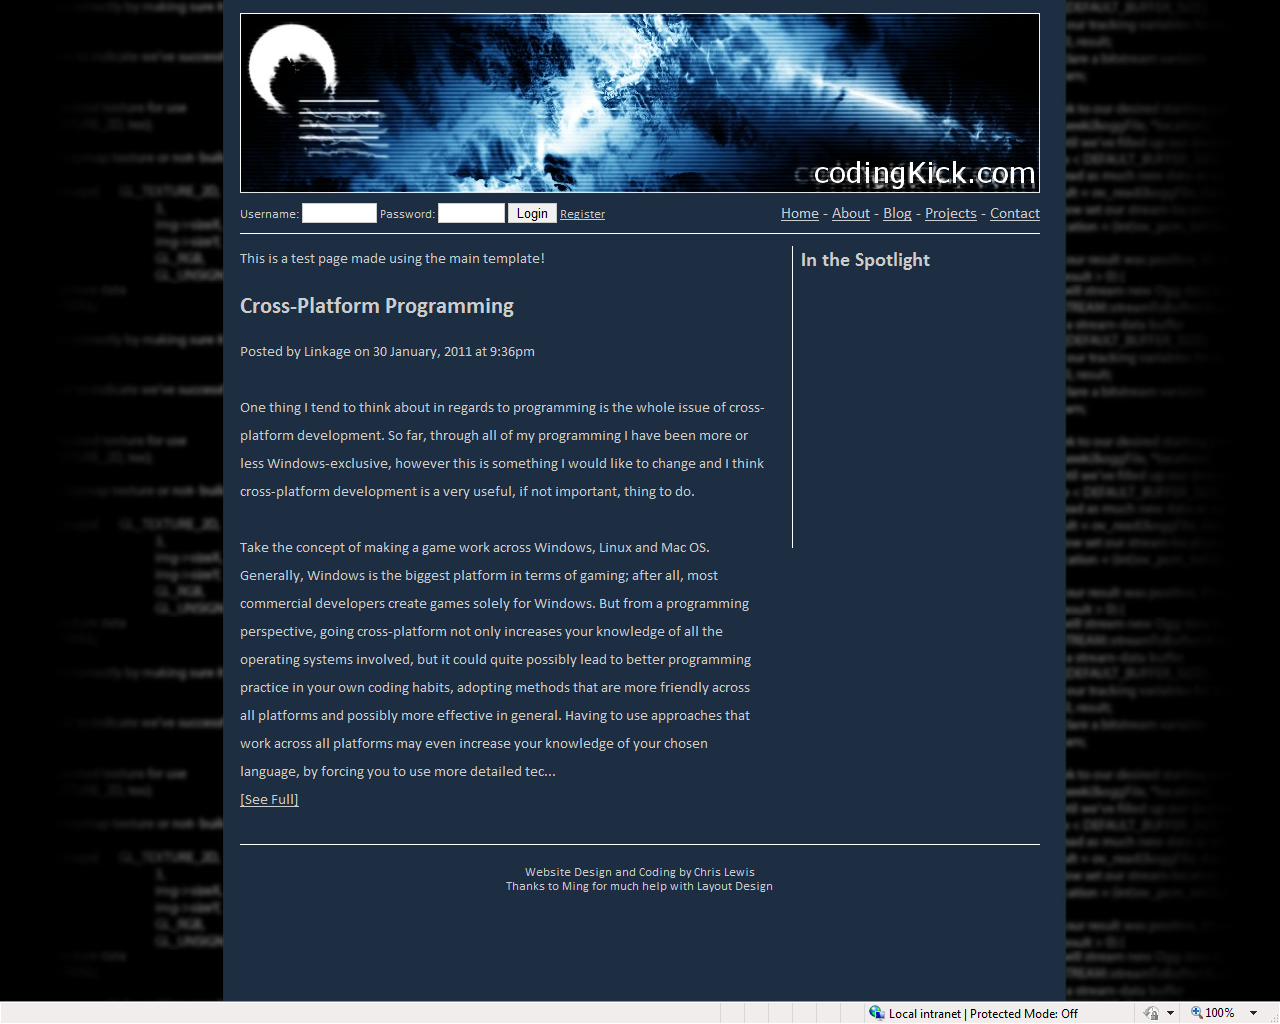 codingKick.com
Username: Password: Login Register
Home - About - Blog - Projects - Contact
This is a test page made using the main template!
In the Spotlight
Cross-Platform Programming
Posted by Linkage on 30 January, 2011 at 9:36pm
One thing I tend to think about in regards to programming is the whole issue of cross-
platform development. So far, through all of my programming I have been more or
less Windows-exclusive, however this is something I would like to change and I think
cross-platform development is a very useful, if not important, thing to do.
Take the concept of making a game work across Windows, Linux and Mac OS.
Generally, Windows is the biggest platform in terms of gaming; after all, most
commercial developers create games solely for Windows. But from a programming
perspective, going cross-platform not only increases your knowledge of all the
operating systems involved, but it could quite possibly lead to better programming
practice in your own coding habits, adopting methods that are more friendly across
all platforms and possibly more effective in general. Having to use approaches that
work across all platforms may even increase your knowledge of your chosen
language, by forcing you to use more detailed tec...
[See Full]
Website Design and Coding by Chris Lewis
Thanks to Ming for much help with Layout Design
Local intranet | Protected Mode: Off
100%